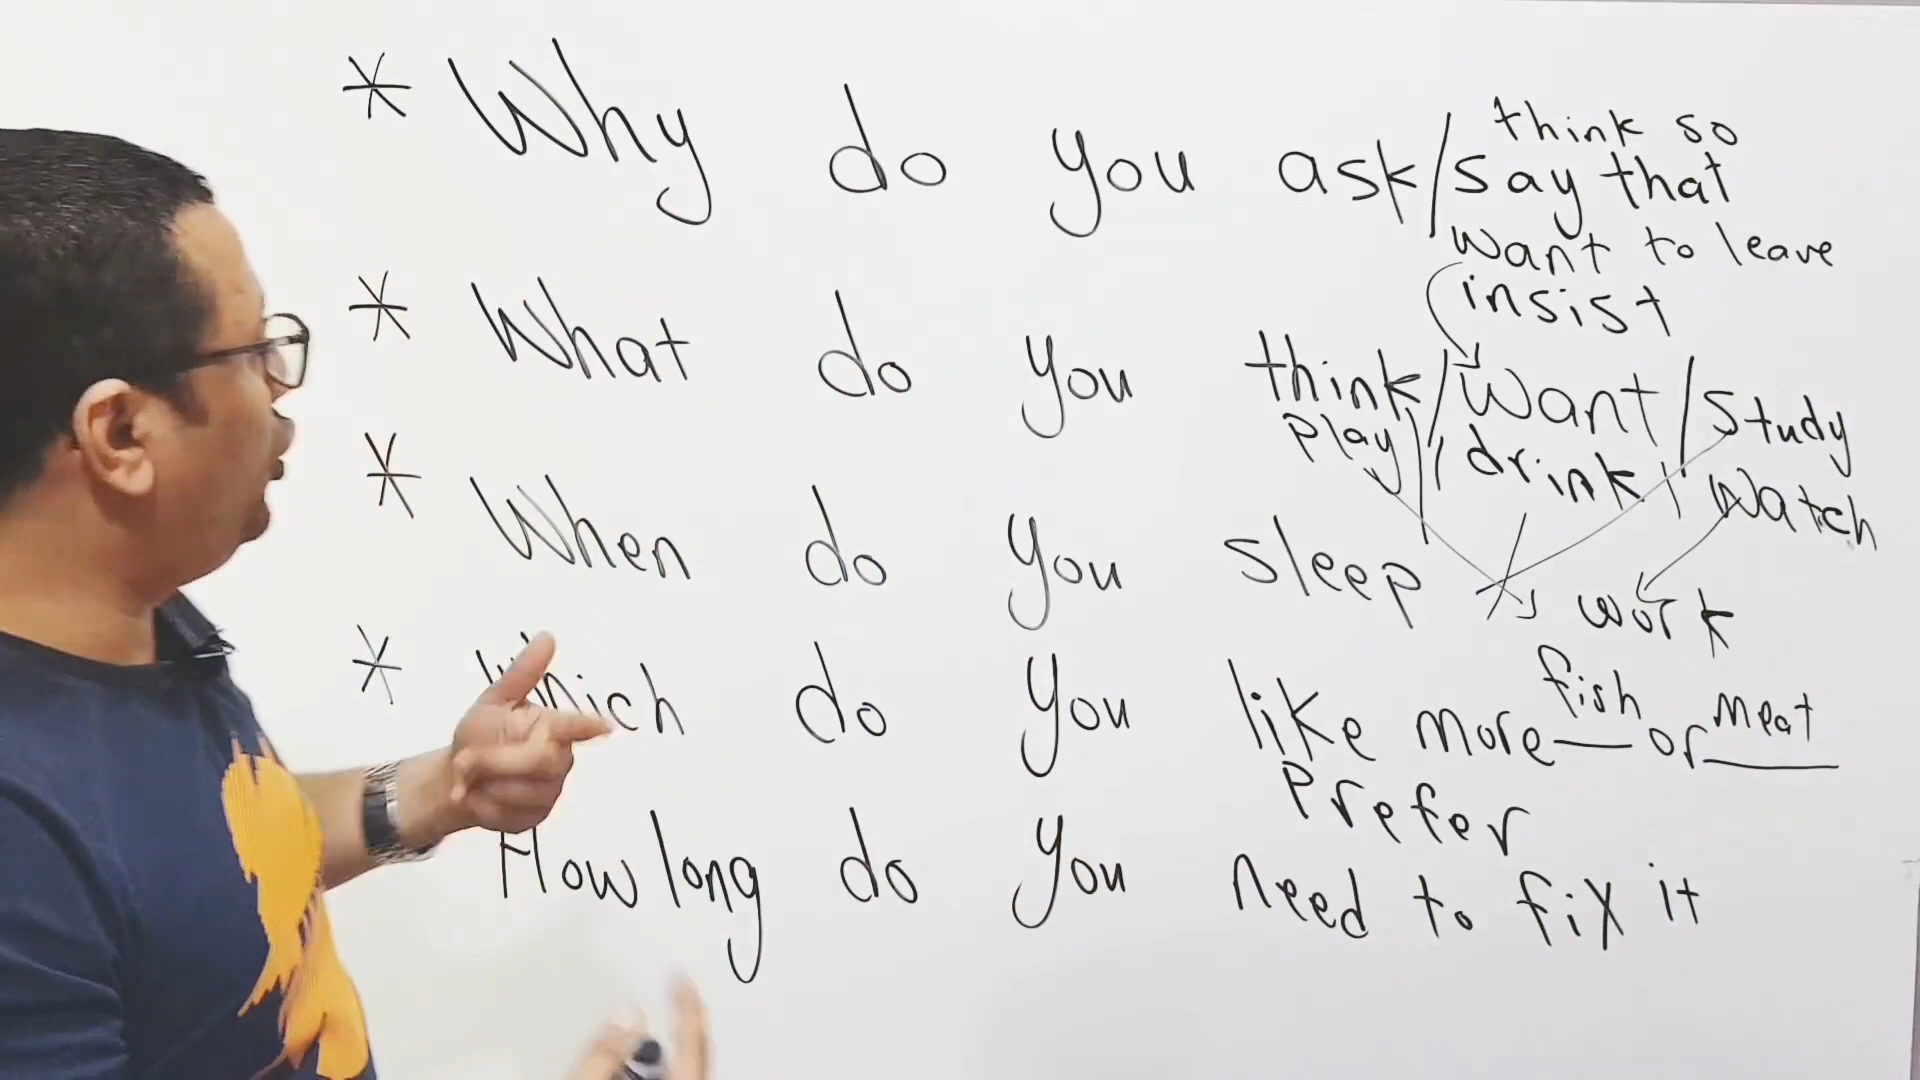 think so
* Why do you ask/say that
want to leave
insist
* What do you think/want/study
play/drink/watch
* When do you sleep / work
fish meat
* Which do you like more __ or __
prefer
How long do you need to fix it